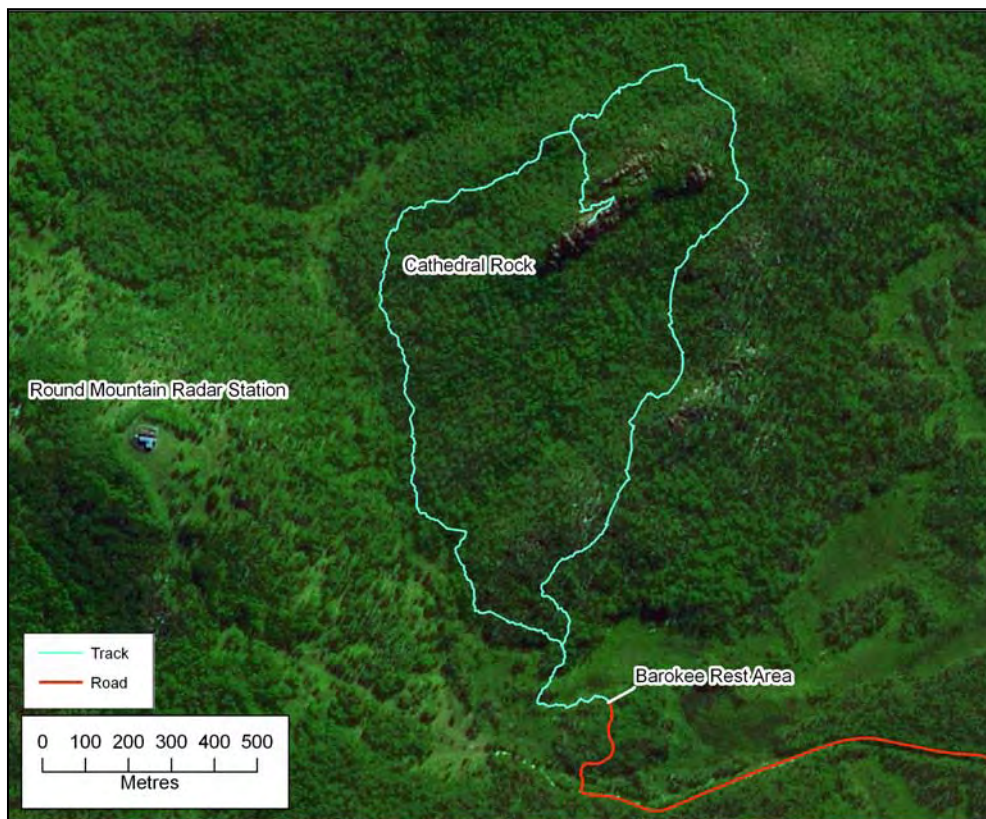 Cathedral Rock
Round Mountain Radar Station
Barokee Rest Area
Track
Road
0 100 200 300 400 500
Metres